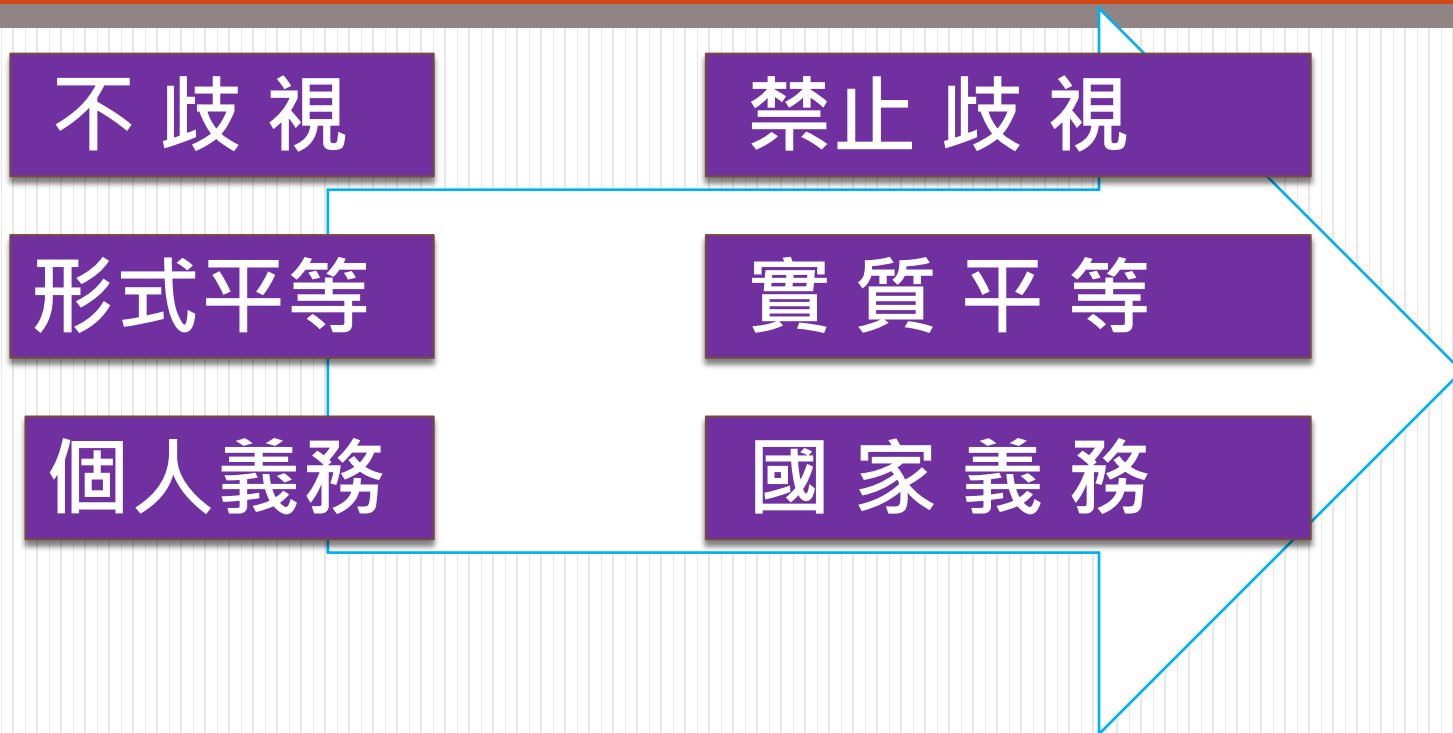 不歧視
禁止歧視
形式平等
實質平等
個人義務
國家義務